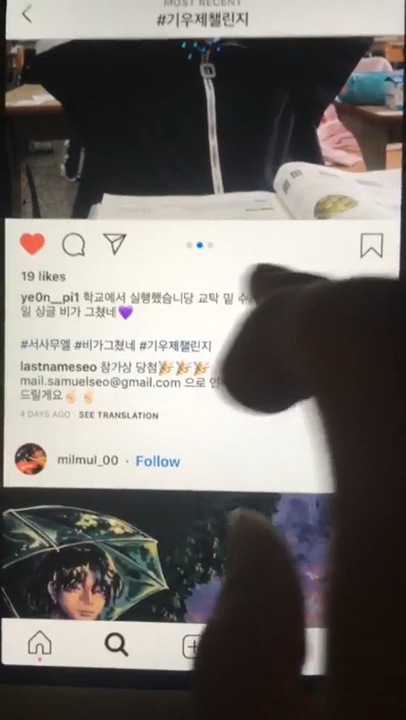 MOST RECENT
#기우제챌린지
19 likes
ye0n__pi1 학교에서 실행했습니당 교탁 밑 수
일 싱글 비가 그쳤네💜
#서사무엘 #비가그쳤네 #기우제챌린지
lastnameseo 참가상 당첨🎉🎉🎉
mail.samuelseo@gmail.com 으로
드릴게요👏🏻👏🏻
4 DAYS AGO SEE TRANSLATION
milmul_00 · Follow